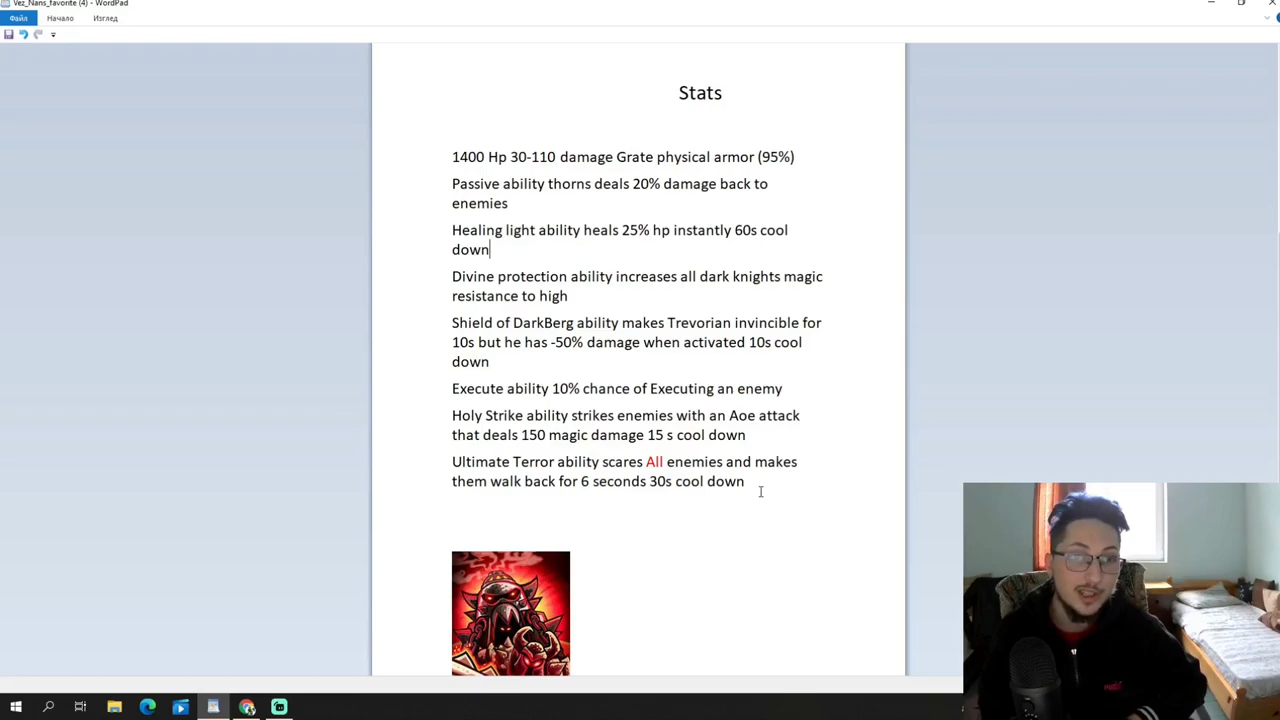 Vez_Nans_favorite (4) - WordPad
Файл Начало Изглед
Stats
1400 Hp 30-110 damage Grate physical armor (95%)
Passive ability thorns deals 20% damage back to
enemies
Healing light ability heals 25% hp instantly 60s cool
down
Divine protection ability increases all dark knights magic
resistance to high
Shield of DarkBerg ability makes Trevorian invincible for
10s but he has -50% damage when activated 10s cool
down
Execute ability 10% chance of Executing an enemy
Holy Strike ability strikes enemies with an Aoe attack
that deals 150 magic damage 15 s cool down
Ultimate Terror ability scares All enemies and makes
them walk back for 6 seconds 30s cool down